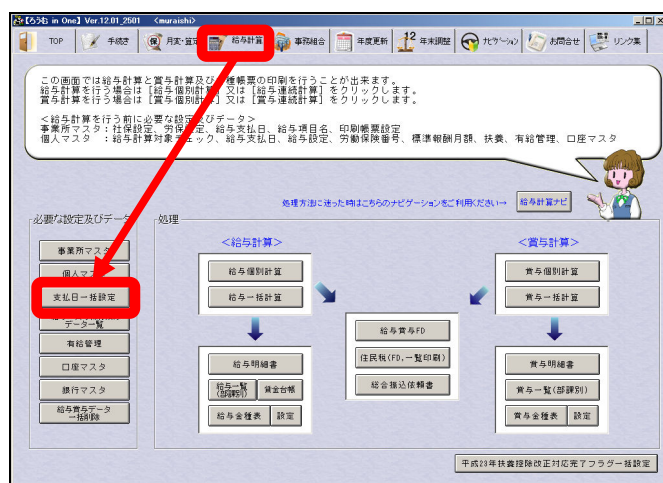 【ろうむ in One】 Ver.12.01_2501 <muraishi>
TOP 手続き 月変・算定 給与計算 事務組合 年度更新 12 年末調整 ナビゲーション お問合せ リンク集
この画面では給与計算と賞与計算及び 種帳票の印刷を行うことが出来ます。
給与計算を行う場合は [給与個別計算] 又は [給与連続計算] をクリックします。
賞与計算を行う場合は [賞与個別計算] 又は [賞与連続計算] をクリックします。
<給与計算を行う前に必要な設定及びデータ>
事業所マスタ:社保設定、労保設定、給与支払日、給与項目名、印刷帳票設定
個人マスタ :給与計算対象チェック、給与支払日、給与設定、労働保険番号、標準報酬月額、扶養、有給管理、口座マスタ
処理方法に迷った時はこちらのナビゲーションをご利用ください→ 給与計算ナビ
必要な設定及びデータ
事業所マスタ
個人マスタ
支払日一括設定
データ一覧
有給管理
口座マスタ
銀行マスタ
給与賞与データ
一括削除
処理
<給与計算>
給与個別計算
給与一括計算
給与明細書
給与一覧
(部課別)
賃金台帳
給与金種表 設定
給与賞与FD
住民税(FD,一覧印刷)
総合振込依頼書
<賞与計算>
賞与個別計算
賞与一括計算
賞与明細書
賞与一覧(部課別)
賞与金種表 設定
平成23年扶養控除改正対応完了フラグ一括設定